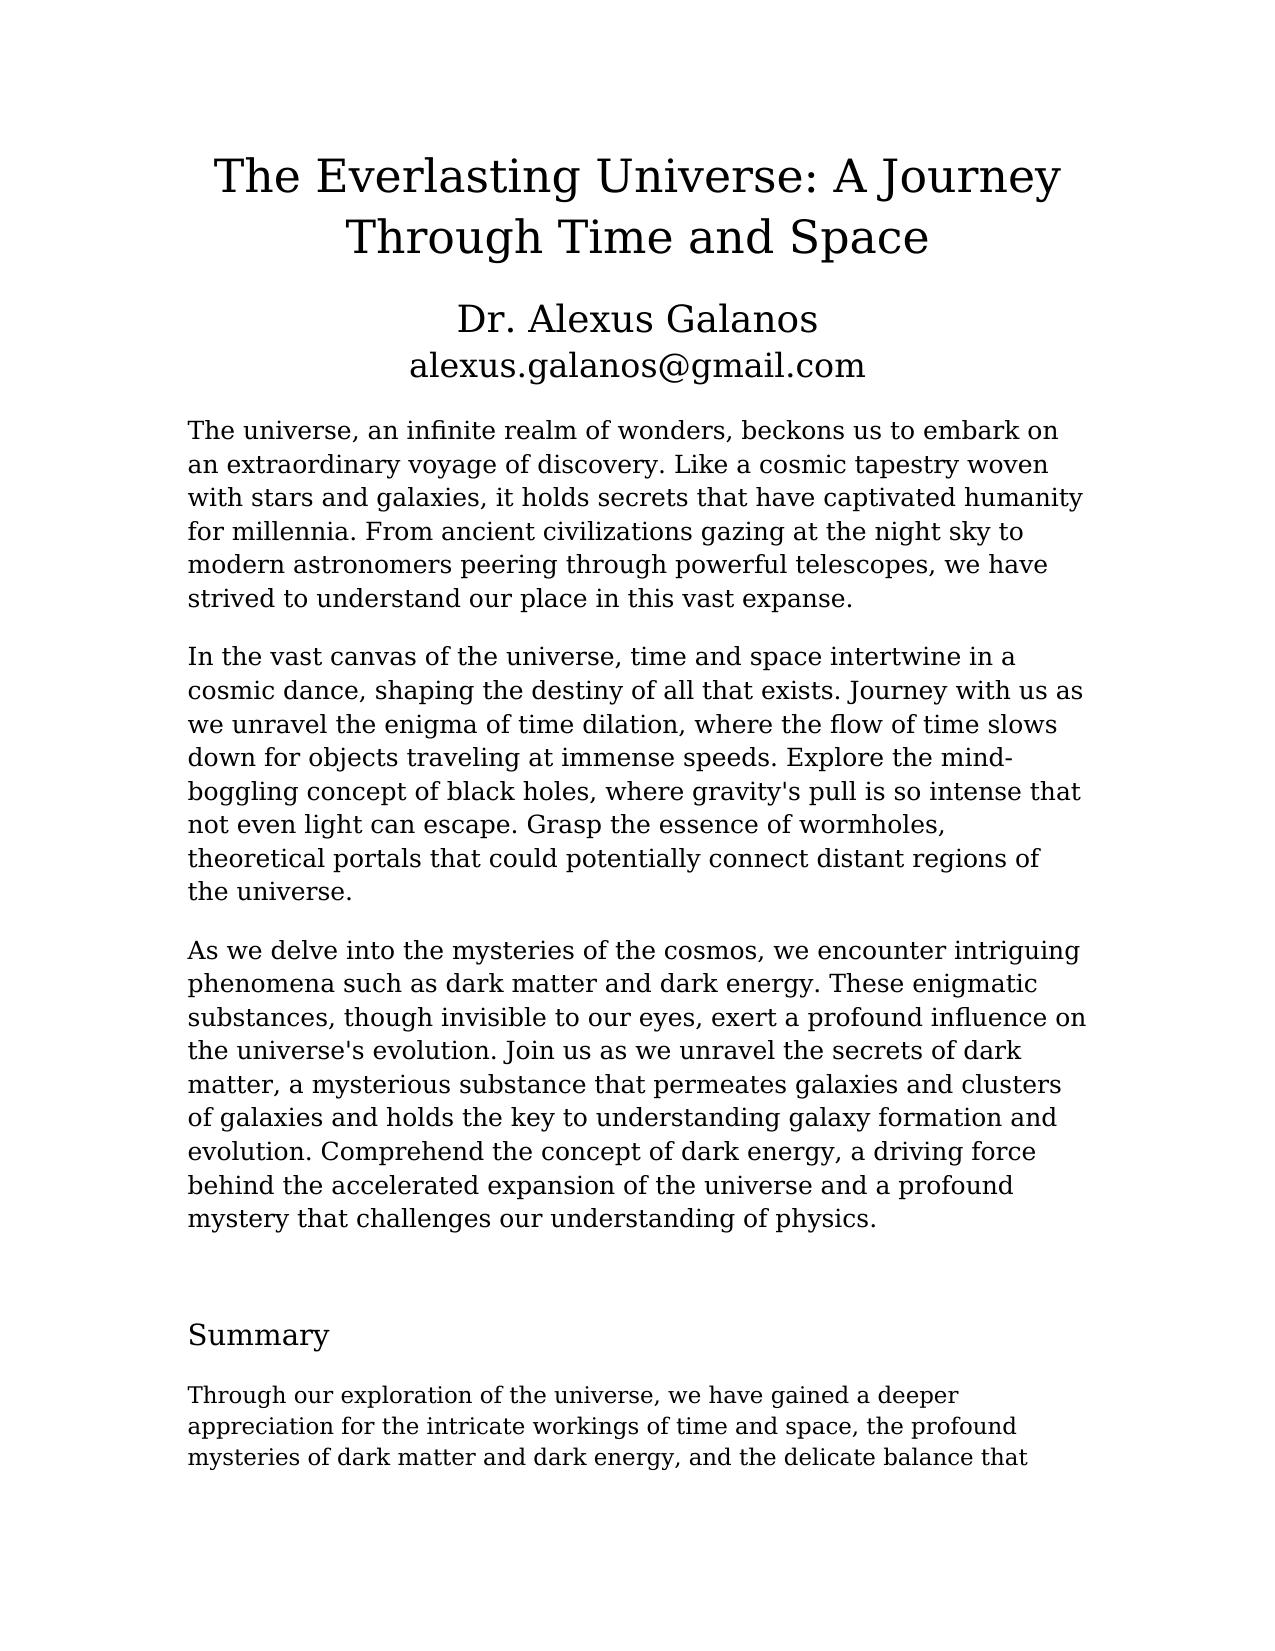 The Everlasting Universe: A Journey
Through Time and Space
Dr. Alexus Galanos
alexus.galanos@gmail.com
The universe, an infinite realm of wonders, beckons us to embark on
an extraordinary voyage of discovery. Like a cosmic tapestry woven
with stars and galaxies, it holds secrets that have captivated humanity
for millennia. From ancient civilizations gazing at the night sky to
modern astronomers peering through powerful telescopes, we have
strived to understand our place in this vast expanse.
In the vast canvas of the universe, time and space intertwine in a
cosmic dance, shaping the destiny of all that exists. Journey with us as
we unravel the enigma of time dilation, where the flow of time slows
down for objects traveling at immense speeds. Explore the mind-
boggling concept of black holes, where gravity's pull is so intense that
not even light can escape. Grasp the essence of wormholes,
theoretical portals that could potentially connect distant regions of
the universe.
As we delve into the mysteries of the cosmos, we encounter intriguing
phenomena such as dark matter and dark energy. These enigmatic
substances, though invisible to our eyes, exert a profound influence on
the universe's evolution. Join us as we unravel the secrets of dark
matter, a mysterious substance that permeates galaxies and clusters
of galaxies and holds the key to understanding galaxy formation and
evolution. Comprehend the concept of dark energy, a driving force
behind the accelerated expansion of the universe and a profound
mystery that challenges our understanding of physics.
Summary
Through our exploration of the universe, we have gained a deeper
appreciation for the intricate workings of time and space, the profound
mysteries of dark matter and dark energy, and the delicate balance that